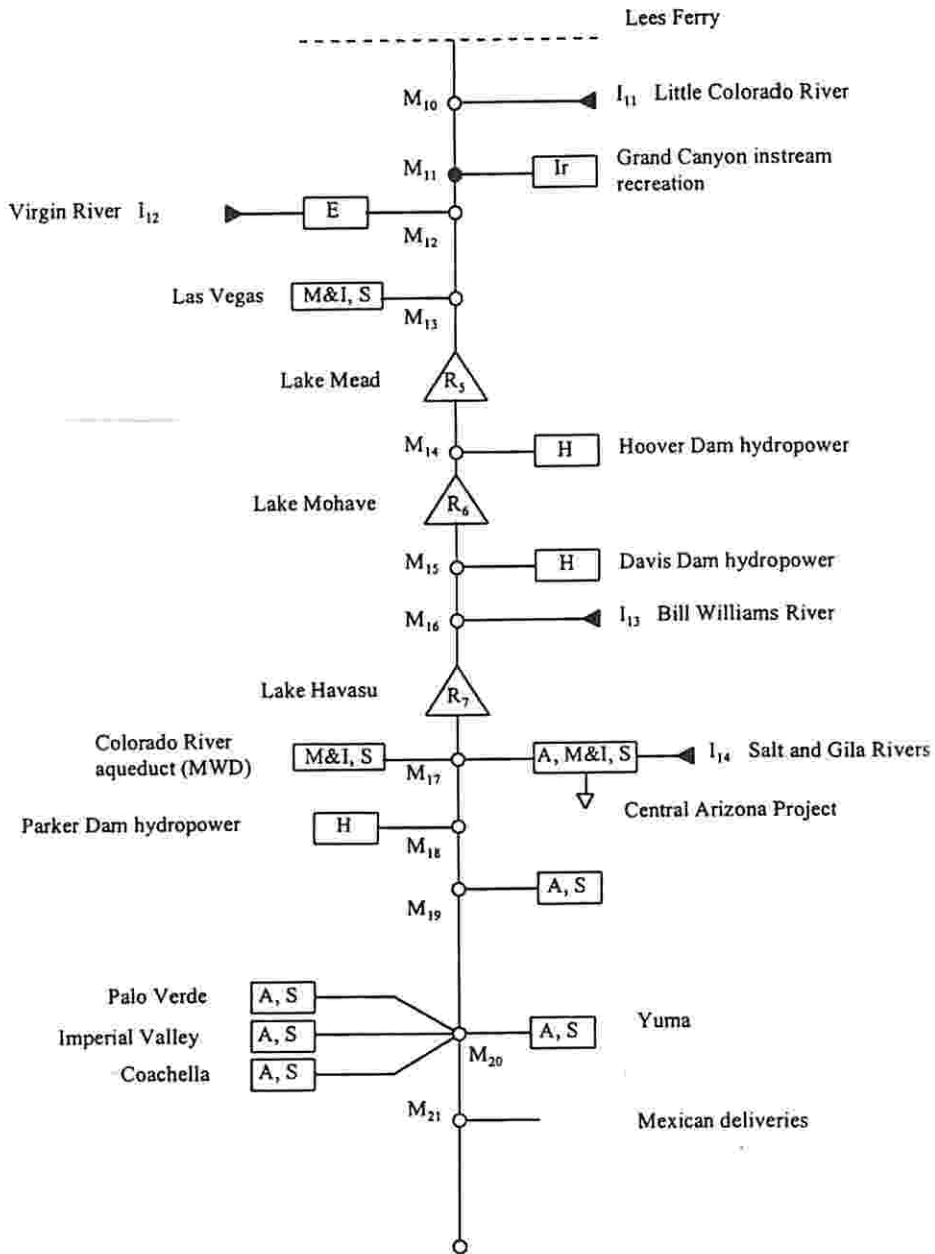 Lees Ferry
M₁₀
I₁₁ Little Colorado River
M₁₁
Ir
Grand Canyon instream
recreation
Virgin River I₁₂
E
M₁₂
Las Vegas
M&I, S
M₁₃
Lake Mead
R₅
M₁₄
H
Hoover Dam hydropower
Lake Mohave
R₆
M₁₅
H
Davis Dam hydropower
M₁₆
I₁₃ Bill Williams River
Lake Havasu
R₇
Colorado River
aqueduct (MWD)
M&I, S
M₁₇
A, M&I, S
I₁₄ Salt and Gila Rivers
Central Arizona Project
Parker Dam hydropower
H
M₁₈
A, S
M₁₉
Palo Verde
A, S
Imperial Valley
A, S
Coachella
A, S
M₂₀
A, S
Yuma
M₂₁
Mexican deliveries